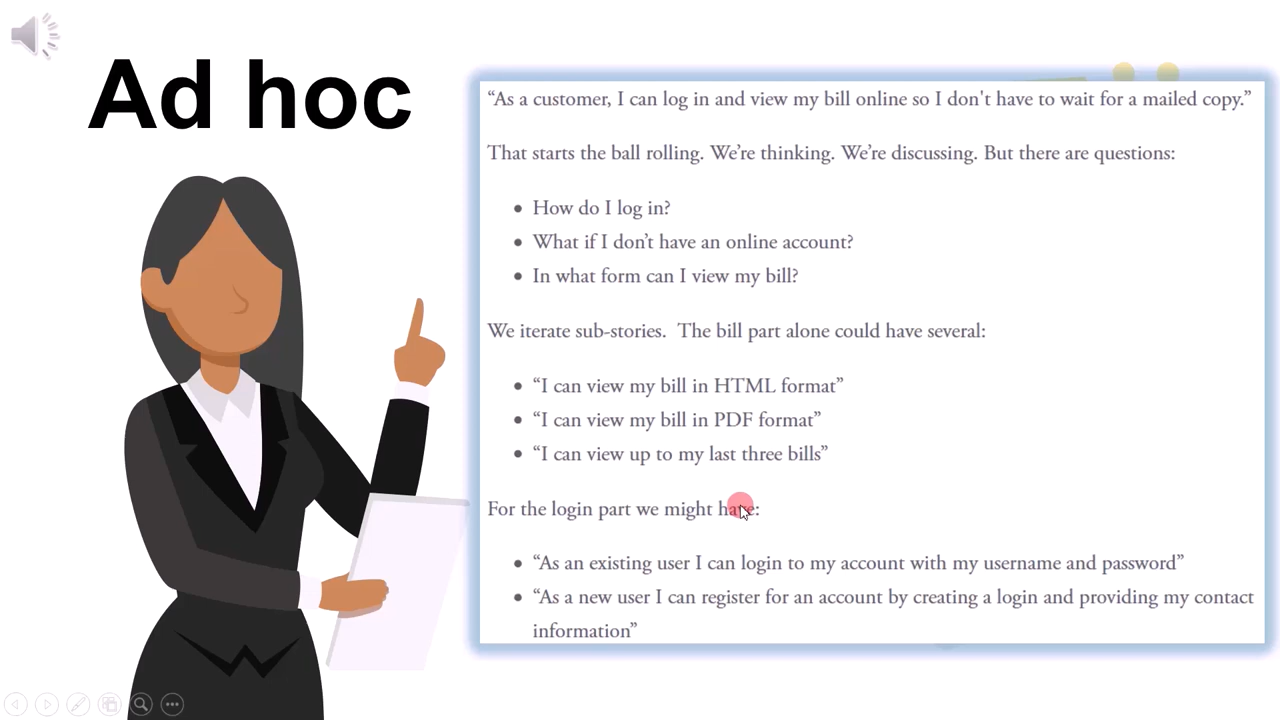 Ad hoc
“As a customer, I can log in and view my bill online so I don't have to wait for a mailed copy.”
That starts the ball rolling. We’re thinking. We’re discussing. But there are questions:
• How do I log in?
• What if I don’t have an online account?
• In what form can I view my bill?
We iterate sub-stories.  The bill part alone could have several:
• “I can view my bill in HTML format”
• “I can view my bill in PDF format”
• “I can view up to my last three bills”
For the login part we might have:
• “As an existing user I can login to my account with my username and password”
• “As a new user I can register for an account by creating a login and providing my contact
information”